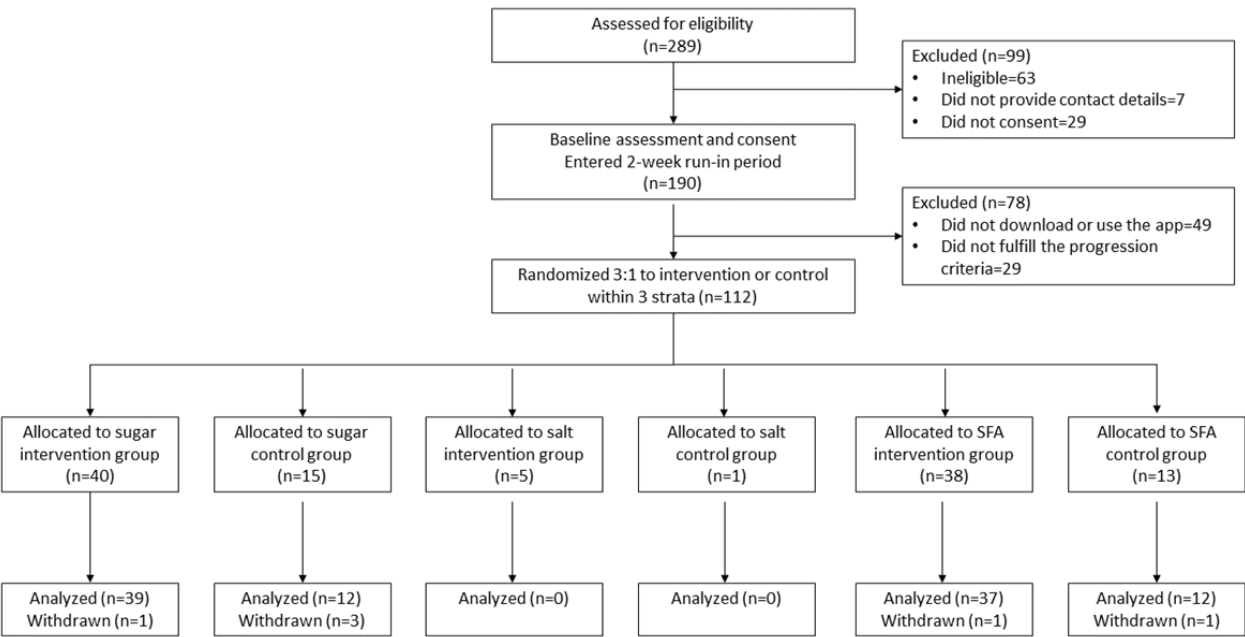 Assessed for eligibility
(n=289)
Excluded (n=99)
• Ineligible=63
• Did not provide contact details=7
• Did not consent=29
Baseline assessment and consent
Entered 2-week run-in period
(n=190)
Excluded (n=78)
• Did not download or use the app=49
• Did not fulfill the progression
criteria=29
Randomized 3:1 to intervention or control
within 3 strata (n=112)
Allocated to sugar
intervention group
(n=40)
Allocated to sugar
control group
(n=15)
Allocated to salt
intervention group
(n=5)
Allocated to salt
control group
(n=1)
Allocated to SFA
intervention group
(n=38)
Allocated to SFA
control group
(n=13)
Analyzed (n=39)
Withdrawn (n=1)
Analyzed (n=12)
Withdrawn (n=3)
Analyzed (n=0)
Analyzed (n=0)
Analyzed (n=37)
Withdrawn (n=1)
Analyzed (n=12)
Withdrawn (n=1)